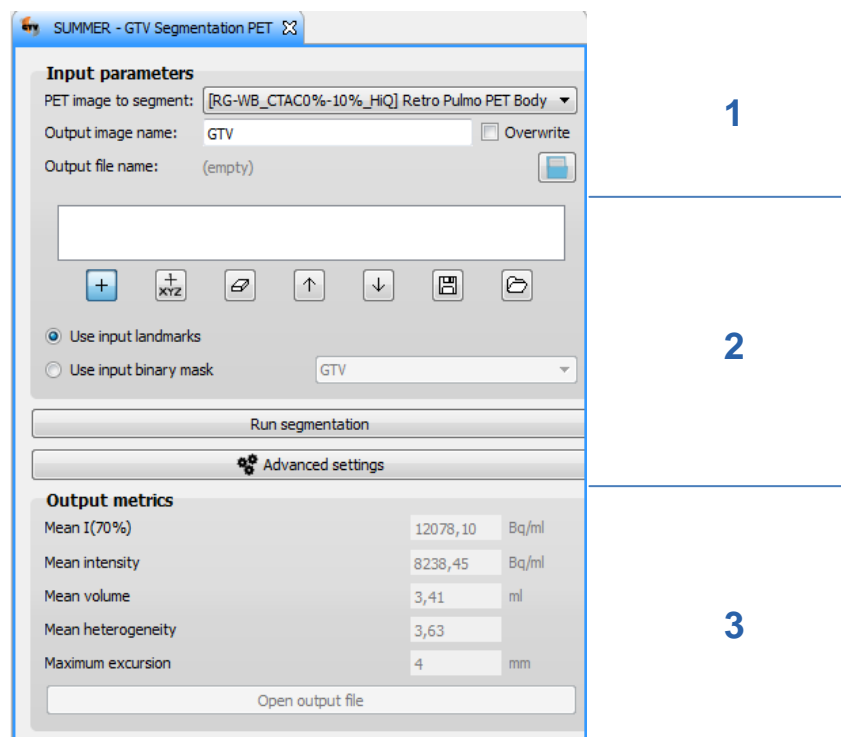 GTV SUMMER - GTV Segmentation PET
Input parameters
PET image to segment: [RG-WB_CTAC0%-10%_HiQ] Retro Pulmo PET Body
Output image name: GTV Overwrite
Output file name: (empty)
1
+ + XYZ
Use input landmarks
Use input binary mask GTV
2
Run segmentation
Advanced settings
Output metrics
Mean I(70%) 12078,10 Bq/ml
Mean intensity 8238,45 Bq/ml
Mean volume 3,41 ml
Mean heterogeneity 3,63
3
Maximum excursion 4 mm
Open output file